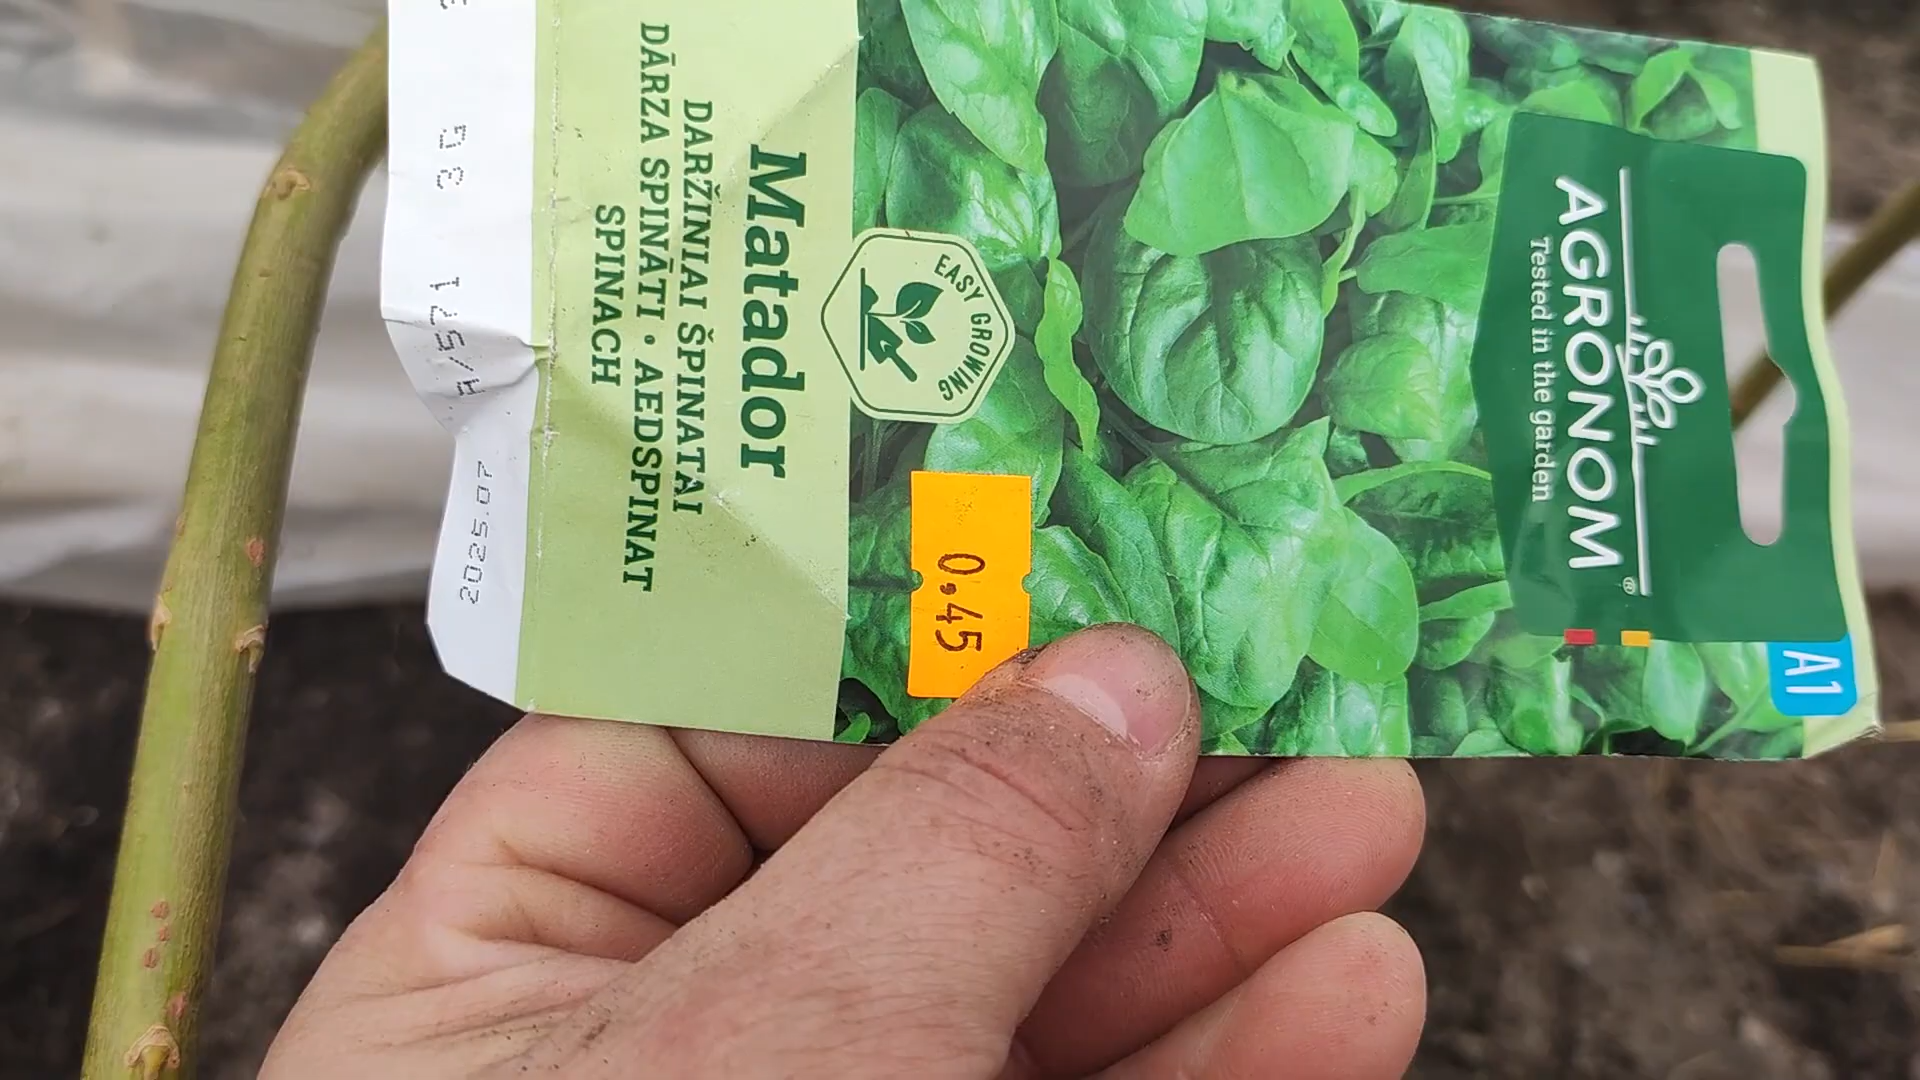 A1
AGRONOM®
Tested in the garden
EASY GROWING
0.45
Matador
DARŽINIAI ŠPINATAI
DĀRZA SPINĀTI • AEDSPINAT
SPINACH
3G
175/H
2025.07